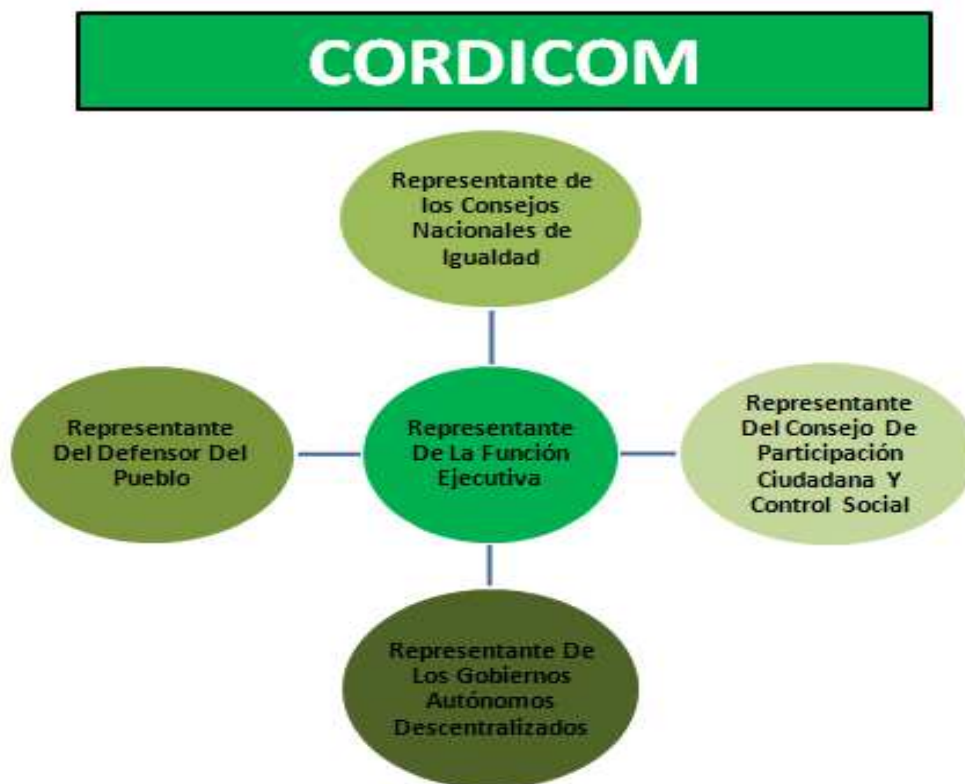 CORDICOM
Representante de
los Consejos
Nacionales de
Igualdad
Representante
Del Defensor Del
Pueblo
Representante
De La Función
Ejecutiva
Representante
Del Consejo De
Participación
Ciudadana Y
Control Social
Representante De
Los Gobiernos
Autónomos
Descentralizados